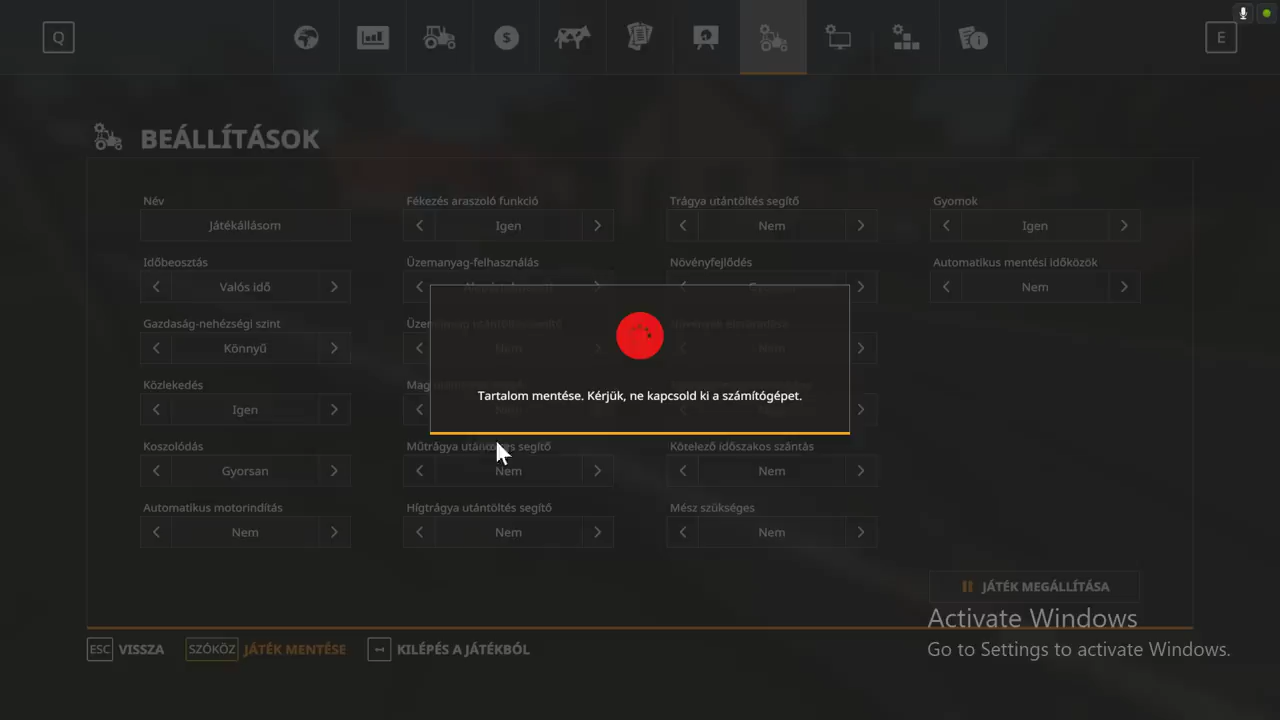 Q
E
BEÁLLÍTÁSOK
Név
Játékállásom
Időbeosztás
Valós idő
Gazdaság-nehézségi szint
Könnyű
Közlekedés
Igen
Koszolódás
Gyorsan
Automatikus motorindítás
Nem
Fékezés araszoló funkció
Igen
Üzemanyag-felhasználás
Nem
Műtrágya utántöltés segítő
Nem
Hígtrágya utántöltés segítő
Nem
Trágya utántöltés segítő
Nem
Növényfejlődés
Nem
Kötelező időszakos szántás
Nem
Mész szükséges
Nem
Gyomok
Igen
Automatikus mentési időközök
Nem
Tartalom mentése. Kérjük, ne kapcsold ki a számítógépet.
JÁTÉK MEGÁLLÍTÁSA
ESC VISSZA SZÓKÖZ JÁTÉK MENTÉSE KILÉPÉS A JÁTÉKBÓL
Activate Windows
Go to Settings to activate Windows.